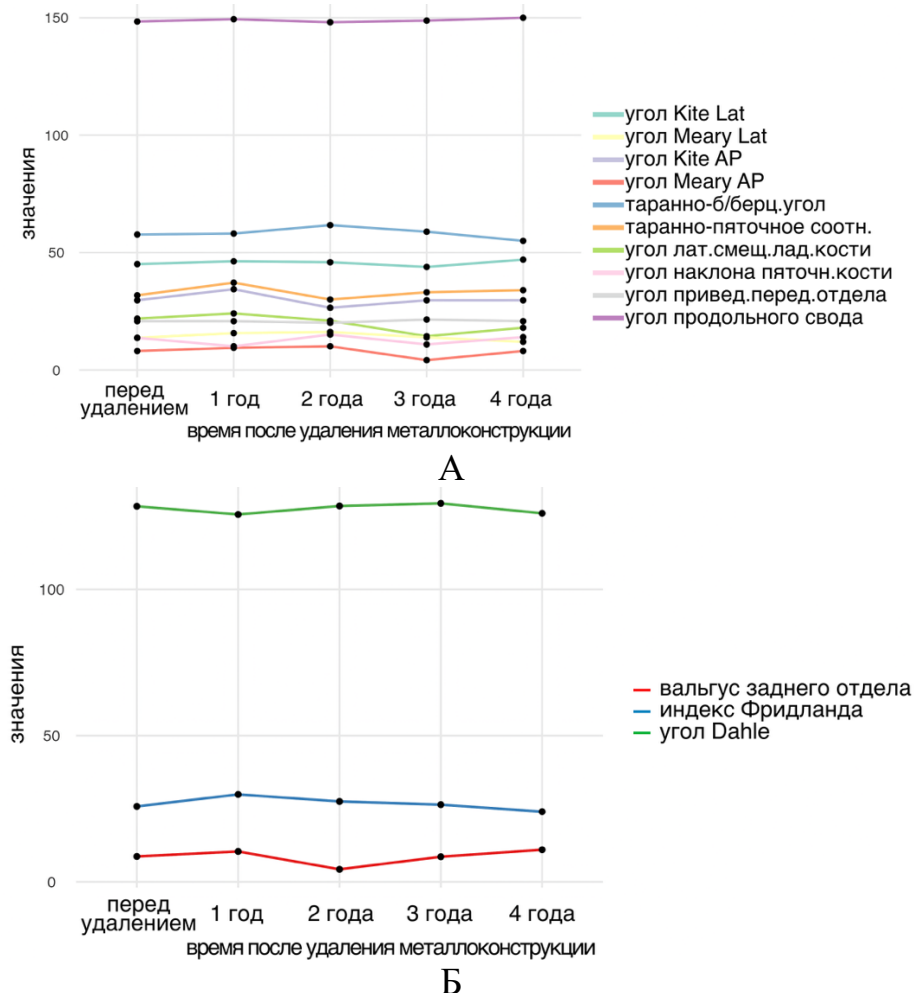 150
100
50
0
значения
перед
удалением
1 год
2 года
3 года
4 года
время после удаления металлоконструкции
угол Kite Lat
угол Meary Lat
угол Kite AP
угол Meary AP
таранно-б/берц.угол
таранно-пяточное соотн.
угол лат.смещ.лад.кости
угол наклона пяточн.кости
угол привед.перед.отдела
угол продольного свода
А
100
50
0
значения
перед
удалением
1 год
2 года
3 года
4 года
время после удаления металлоконструкции
вальгус заднего отдела
индекс Фридланда
угол Dahle
Б